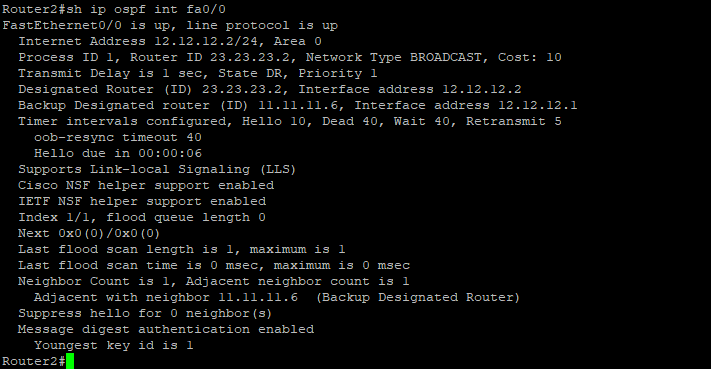 Router2#sh ip ospf int fa0/0
FastEthernet0/0 is up, line protocol is up
  Internet Address 12.12.12.2/24, Area 0
  Process ID 1, Router ID 23.23.23.2, Network Type BROADCAST, Cost: 10
  Transmit Delay is 1 sec, State DR, Priority 1
  Designated Router (ID) 23.23.23.2, Interface address 12.12.12.2
  Backup Designated router (ID) 11.11.11.6, Interface address 12.12.12.1
  Timer intervals configured, Hello 10, Dead 40, Wait 40, Retransmit 5
    oob-resync timeout 40
    Hello due in 00:00:06
  Supports Link-local Signaling (LLS)
  Cisco NSF helper support enabled
  IETF NSF helper support enabled
  Index 1/1, flood queue length 0
  Next 0x0(0)/0x0(0)
  Last flood scan length is 1, maximum is 1
  Last flood scan time is 0 msec, maximum is 0 msec
  Neighbor Count is 1, Adjacent neighbor count is 1
    Adjacent with neighbor 11.11.11.6  (Backup Designated Router)
  Suppress hello for 0 neighbor(s)
  Message digest authentication enabled
    Youngest key id is 1
Router2#